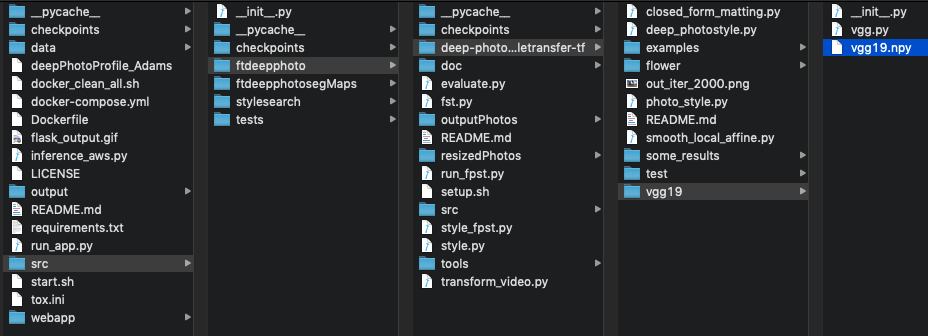 __pycache__
checkpoints
data
deepPhotoProfile_Adams
docker_clean_all.sh
docker-compose.yml
Dockerfile
flask_output.gif
inference_aws.py
LICENSE
output
README.md
requirements.txt
run_app.py
src
start.sh
tox.ini
webapp
__init__.py
__pycache__
checkpoints
ftdeepphoto
ftdeepphotosegMaps
stylesearch
tests
__pycache__
checkpoints
deep-photo...letransfer-tf
doc
evaluate.py
fst.py
outputPhotos
README.md
resizedPhotos
run_fpst.py
setup.sh
src
style_fpst.py
style.py
tools
transform_video.py
closed_form_matting.py
deep_photostyle.py
examples
flower
out_iter_2000.png
photo_style.py
README.md
smooth_local_affine.py
some_results
test
vgg19
__init__.py
vgg.py
vgg19.npy